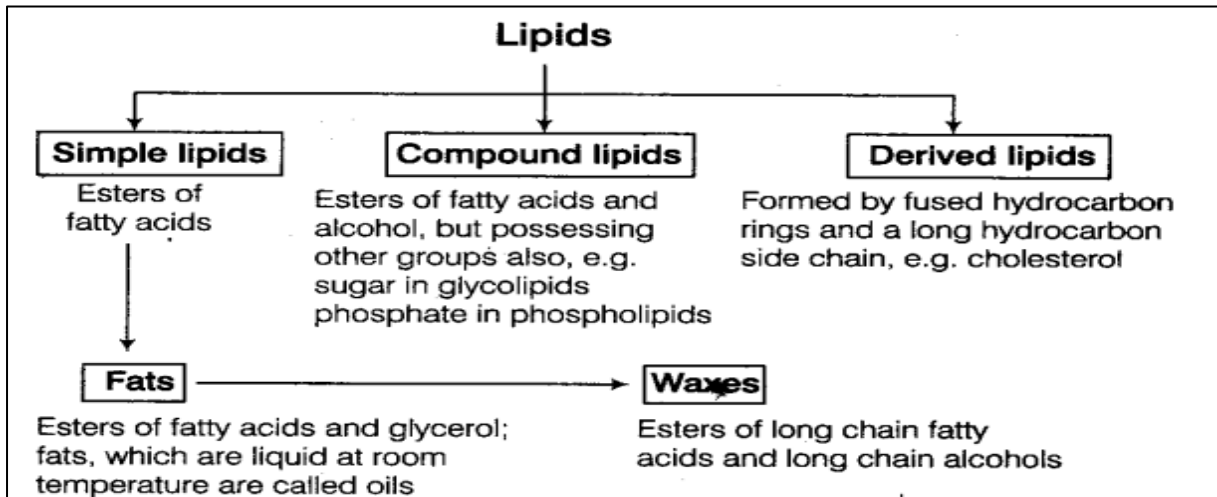 Lipids
Simple lipids
Esters of
fatty acids
Compound lipids
Esters of fatty acids and
alcohol, but possessing
other groups also, e.g.
sugar in glycolipids
phosphate in phospholipids
Derived lipids
Formed by fused hydrocarbon
rings and a long hydrocarbon
side chain, e.g. cholesterol
Fats
Esters of fatty acids and glycerol;
fats, which are liquid at room
temperature are called oils
Waxes
Esters of long chain fatty
acids and long chain alcohols